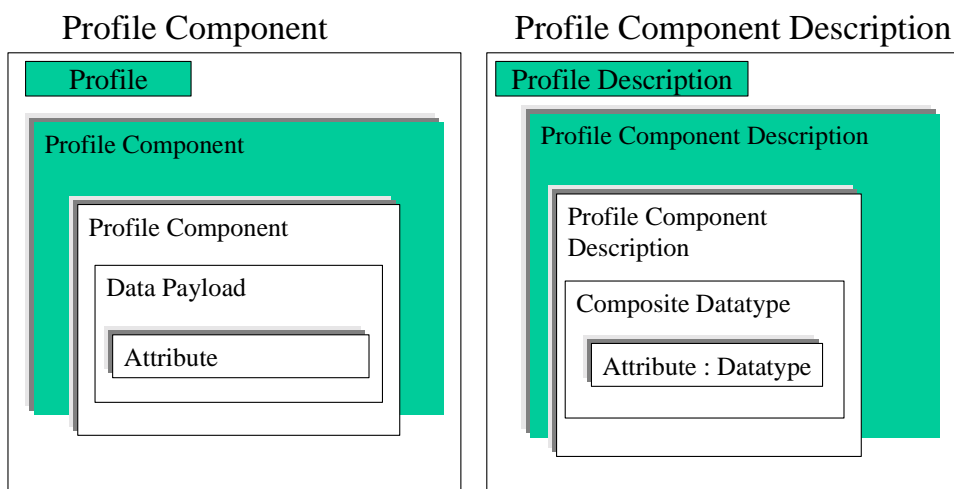 Profile Component
Profile
Profile Component
Profile Component
Data Payload
Attribute
Profile Component Description
Profile Description
Profile Component Description
Profile Component
Description
Composite Datatype
Attribute : Datatype